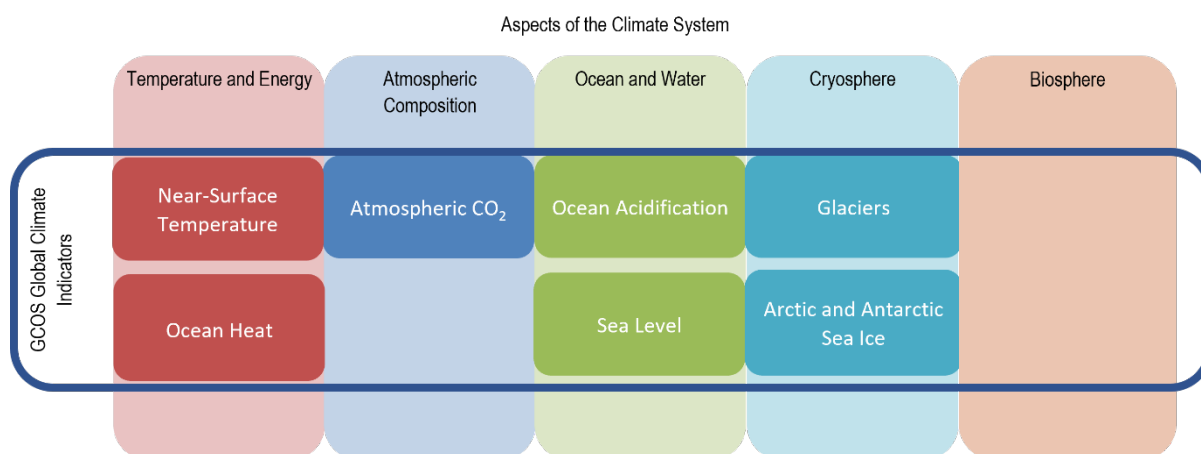 Aspects of the Climate System
Temperature and Energy
Atmospheric
Composition
Ocean and Water
Cryosphere
Biosphere
GCOS Global Climate
Indicators
Near-Surface
Temperature
Atmospheric CO₂
Ocean Acidification
Glaciers
Ocean Heat
Sea Level
Arctic and Antarctic
Sea Ice